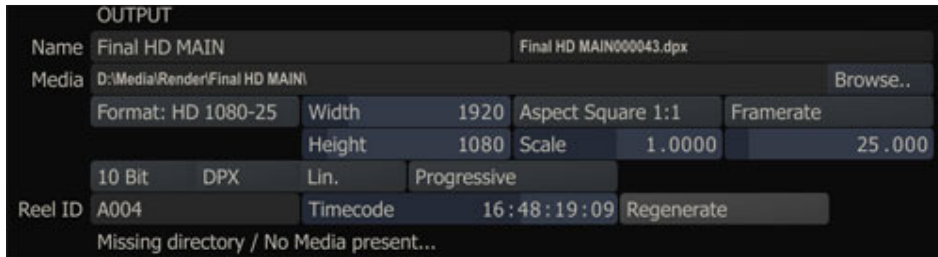 OUTPUT
Name Final HD MAIN Final HD MAIN000043.dpx
Media D:\Media\Render\Final HD MAIN\ Browse..
Format: HD 1080-25 Width 1920 Aspect Square 1:1 Framerate
Height 1080 Scale 1.0000 25.000
10 Bit DPX Lin. Progressive
Reel ID A004 Timecode 16:48:19:09 Regenerate
Missing directory / No Media present...